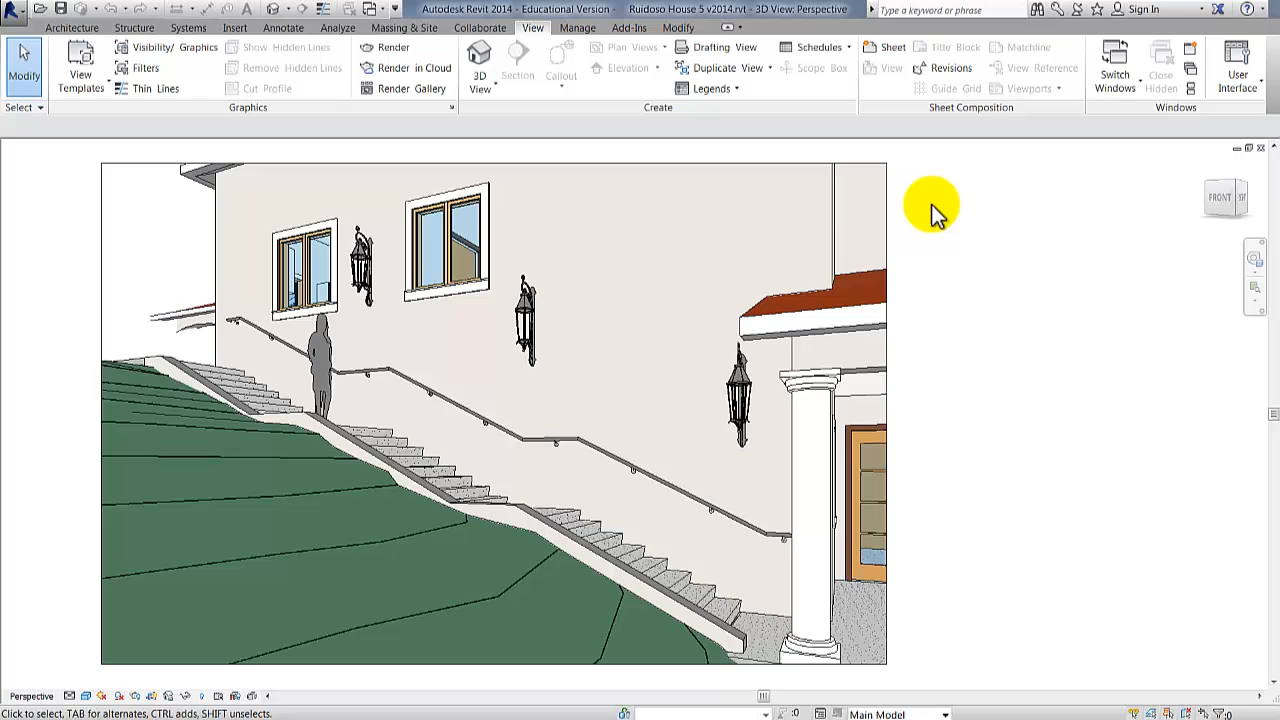 Autodesk Revit 2014 - Educational Version - Ruidoso House 5 v2014.rvt - 3D View: Perspective
Type a keyword or phrase
Sign In
Architecture Structure Systems Insert Annotate Analyze Massing & Site Collaborate View Manage Add-Ins Modify
Modify
View
Templates
Visibility/ Graphics
Filters
Thin Lines
Show Hidden Lines
Remove Hidden Lines
Cut Profile
Render
Render in Cloud
Render Gallery
3D
View
Section
Callout
Plan Views
Elevation
Drafting View
Duplicate View
Legends
Schedules
Scope Box
Sheet
View
Title Block
Revisions
Guide Grid
Matchline
View Reference
Viewports
Switch
Windows
Close
Hidden
User
Interface
Select Graphics Create Sheet Composition Windows
FRONT
Perspective
Click to select, TAB for alternates, CTRL adds, SHIFT unselects.
:0
Main Model
:0